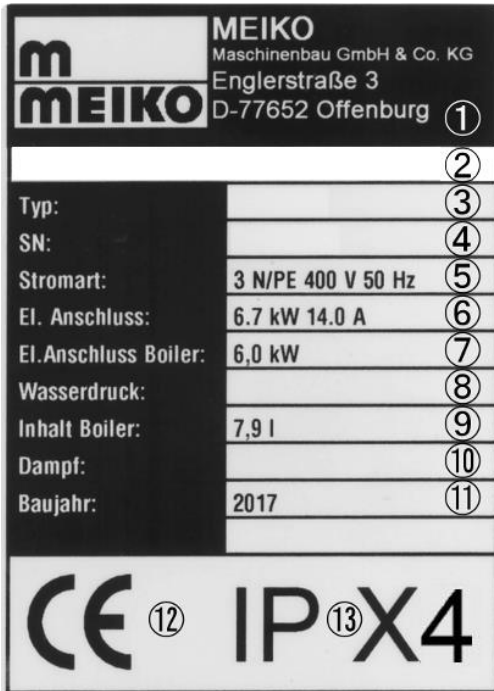 m
MEIKO
MEIKO
Maschinenbau GmbH & Co. KG
Englerstraße 3
D-77652 Offenburg ①
②
Typ: ③
SN: ④
Stromart: 3 N/PE 400 V 50 Hz ⑤
El. Anschluss: 6.7 kW 14.0 A ⑥
El.Anschluss Boiler: 6,0 kW ⑦
Wasserdruck: ⑧
Inhalt Boiler: 7,9 l ⑨
Dampf: ⑩
Baujahr: 2017 ⑪
CE ⑫ IP ⑬ X4